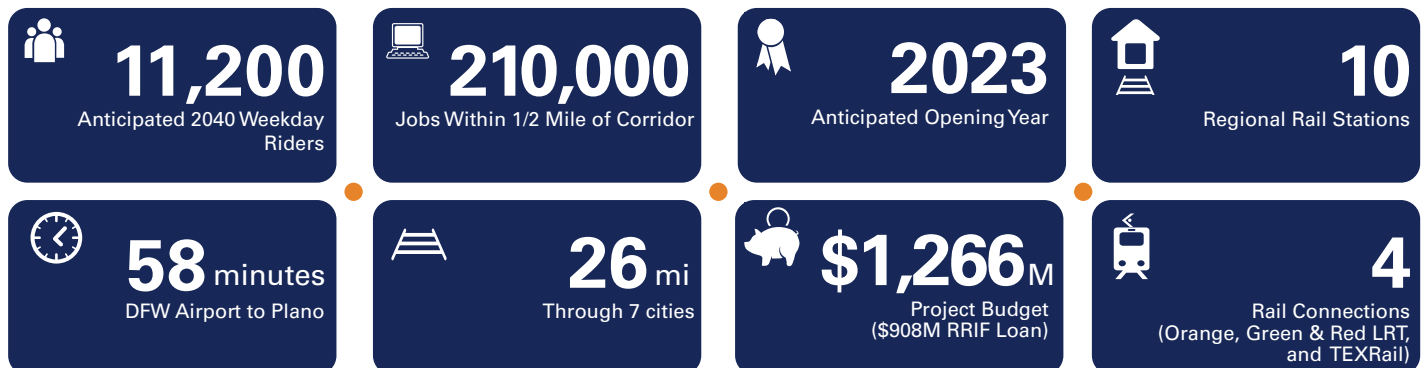 11,200
Anticipated 2040 Weekday
Riders
210,000
Jobs Within 1/2 Mile of Corridor
2023
Anticipated Opening Year
10
Regional Rail Stations
58 minutes
DFW Airport to Plano
26 mi
Through 7 cities
$1,266M
Project Budget
($908M RRIF Loan)
4
Rail Connections
(Orange, Green & Red LRT,
and TEXRail)